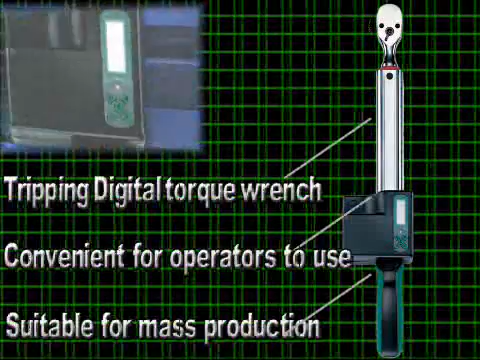 Tripping Digital torque wrench
Convenient for operators to use
Suitable for mass production